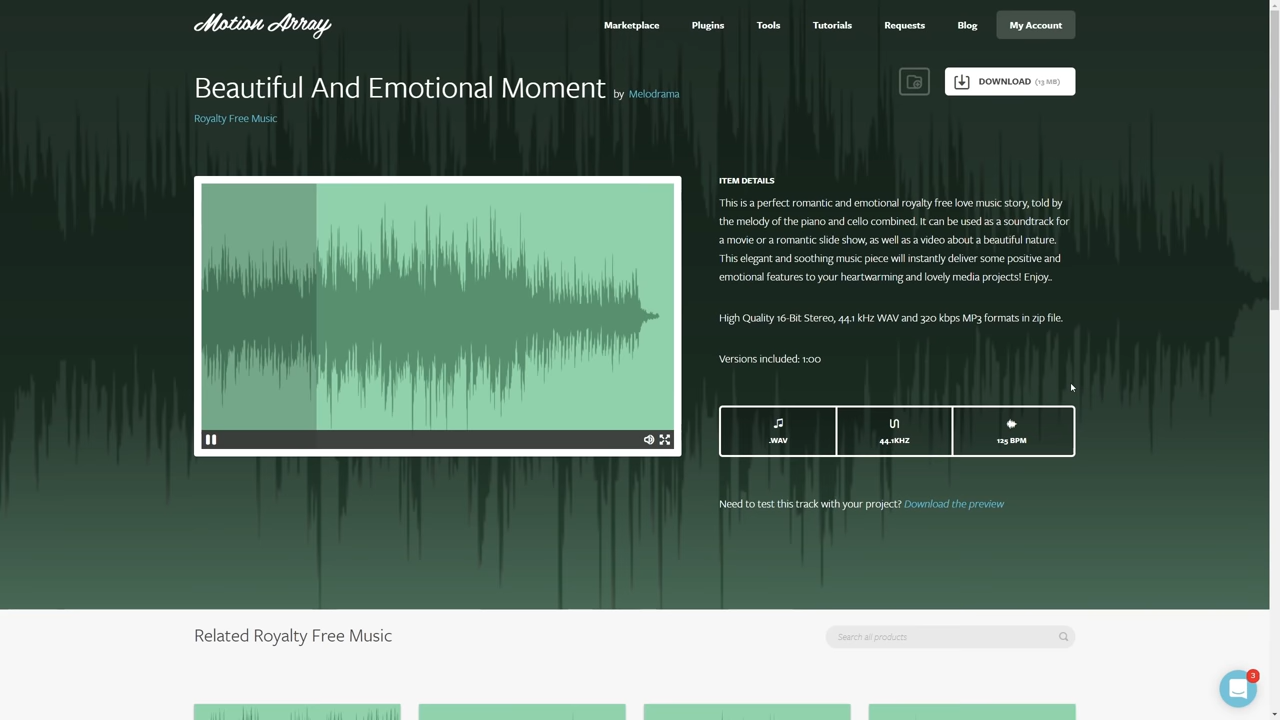 Motion Array
Marketplace
Plugins
Tools
Tutorials
Requests
Blog
My Account
Beautiful And Emotional Moment by Melodrama
DOWNLOAD (13 MB)
Royalty Free Music
ITEM DETAILS
This is a perfect romantic and emotional royalty free love music story, told by
the melody of the piano and cello combined. It can be used as a soundtrack for
a movie or a romantic slide show, as well as a video about a beautiful nature.
This elegant and soothing music piece will instantly deliver some positive and
emotional features to your heartwarming and lovely media projects! Enjoy..
High Quality 16-Bit Stereo, 44.1 kHz WAV and 320 kbps MP3 formats in zip file.
Versions included: 1:00
.WAV
44.1KHZ
125 BPM
Need to test this track with your project? Download the preview
Related Royalty Free Music
Search all products
3